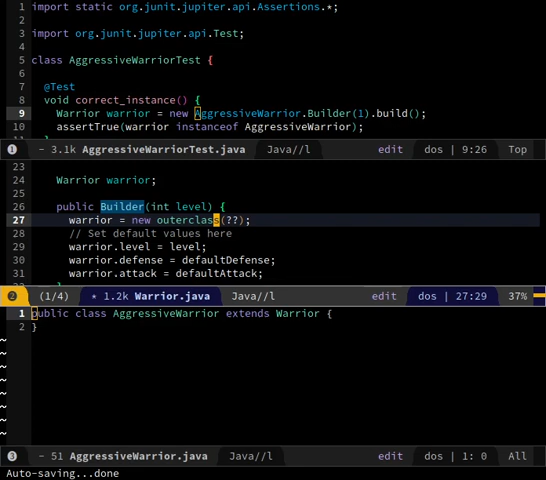 1 import static org.junit.jupiter.api.Assertions.*;
2
3 import org.junit.jupiter.api.Test;
4
5 class AggressiveWarriorTest {
6
7 @Test
8 void correct_instance() {
9 Warrior warrior = new AggressiveWarrior.Builder(1).build();
10 assertTrue(warrior instanceof AggressiveWarrior);
1 - 3.1k AggressiveWarriorTest.java Java//l edit dos | 9:26 Top
23
24 Warrior warrior;
25
26 public Builder(int level) {
27 warrior = new outerclass(??);
28 // Set default values here
29 warrior.level = level;
30 warrior.defense = defaultDefense;
31 warrior.attack = defaultAttack;
2 (1/4) * 1.2k Warrior.java Java//l edit dos | 27:29 37%
1 public class AggressiveWarrior extends Warrior {
2 }
~
~
~
~
~
~
~
~
3 - 51 AggressiveWarrior.java Java//l edit dos | 1: 0 All
Auto-saving...done